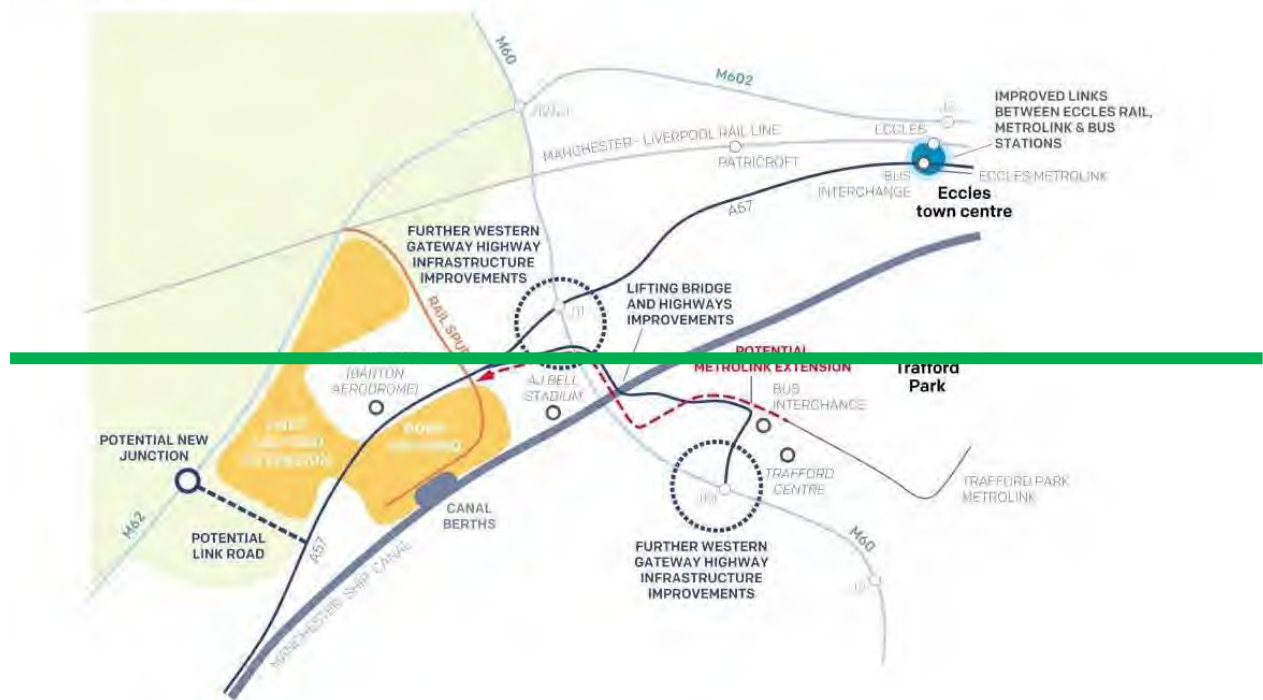 M60
M602
IMPROVED LINKS
BETWEEN ECCLES RAIL,
METROLINK & BUS
STATIONS
ECCLES
MANCHESTER - LIVERPOOL RAIL LINE
PATRICROFT
BUS
INTERCHANGE
ECCLES METROLINK
Eccles
town centre
A57
FURTHER WESTERN
GATEWAY HIGHWAY
INFRASTRUCTURE
IMPROVEMENTS
J11
LIFTING BRIDGE
AND HIGHWAYS
IMPROVEMENTS
RAIL SPUR
POTENTIAL
METROLINK EXTENSION
Trafford
Park
AERODROME)
AJ BELL
STADIUM
BUS
INTERCHANGE
POTENTIAL NEW
JUNCTION
TRAFFORD
CENTRE
TRAFFORD PARK
METROLINK
CANAL
BERTHS
M62
POTENTIAL
LINK ROAD
A57
MANCHESTER SHIP CANAL
M60
FURTHER WESTERN
GATEWAY HIGHWAY
INFRASTRUCTURE
IMPROVEMENTS